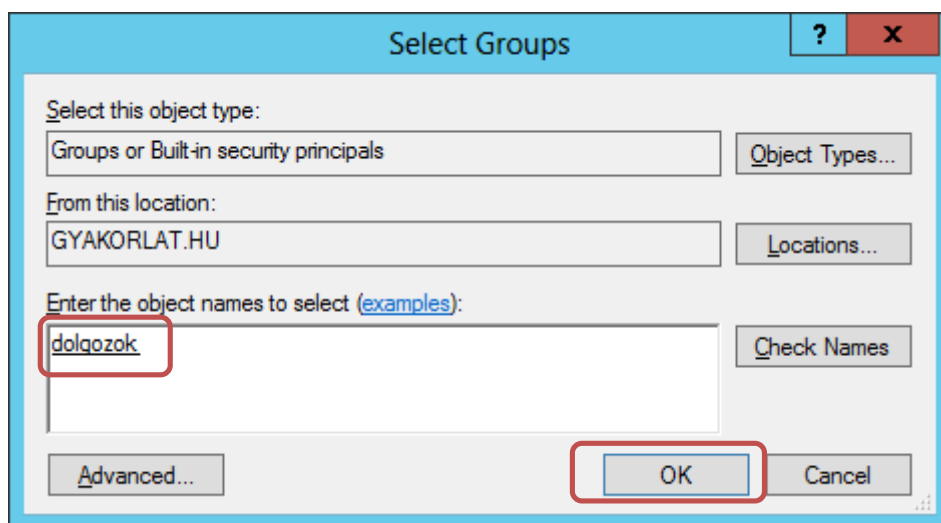 Select Groups
?
x
Select this object type:
Groups or Built-in security principals
Object Types...
From this location:
GYAKORLAT.HU
Locations...
Enter the object names to select (examples):
dolgozok
Check Names
Advanced...
OK
Cancel